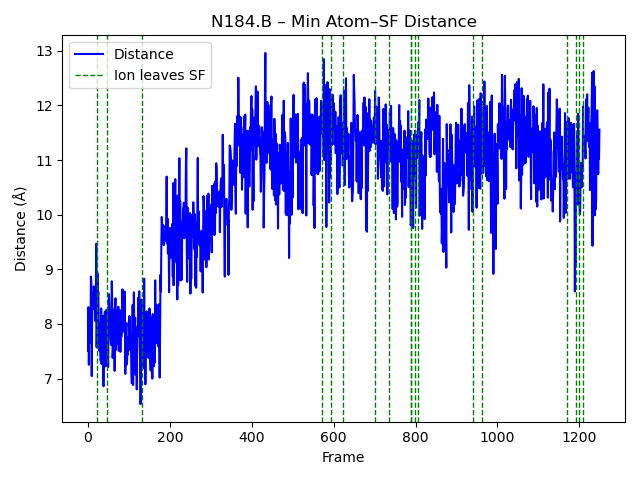 N184.B – Min Atom–SF Distance
Distance
Ion leaves SF
Distance (Å)
13
12
11
10
9
8
7
0 200 400 600 800 1000 1200
Frame